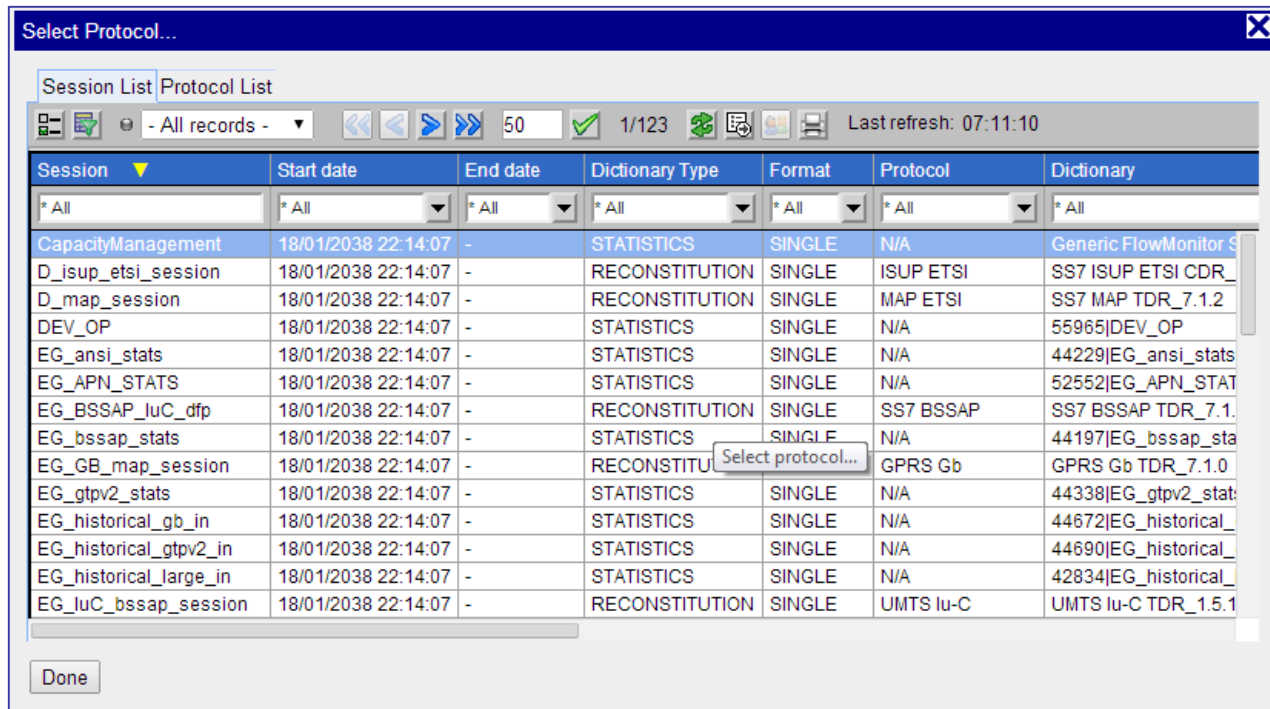 Select Protocol...
Session List Protocol List
- All records - 50 1/123 Last refresh: 07:11:10
Session Start date End date Dictionary Type Format Protocol Dictionary
* All * All * All * All * All * All * All
CapacityManagement 18/01/2038 22:14:07 - STATISTICS SINGLE N/A Generic FlowMonitor S
D_isup_etsi_session 18/01/2038 22:14:07 - RECONSTITUTION SINGLE ISUP ETSI SS7 ISUP ETSI CDR_
D_map_session 18/01/2038 22:14:07 - RECONSTITUTION SINGLE MAP ETSI SS7 MAP TDR_7.1.2
DEV_OP 18/01/2038 22:14:07 - STATISTICS SINGLE N/A 55965|DEV_OP
EG_ansi_stats 18/01/2038 22:14:07 - STATISTICS SINGLE N/A 44229|EG_ansi_stats
EG_APN_STATS 18/01/2038 22:14:07 - STATISTICS SINGLE N/A 52552|EG_APN_STAT
EG_BSSAP_IuC_dfp 18/01/2038 22:14:07 - RECONSTITUTION SINGLE SS7 BSSAP SS7 BSSAP TDR_7.1.
EG_bssap_stats 18/01/2038 22:14:07 - STATISTICS SINGLE N/A 44197|EG_bssap_sta
EG_GB_map_session 18/01/2038 22:14:07 - RECONSTITU Select protocol... GPRS Gb GPRS Gb TDR_7.1.0
EG_gtpv2_stats 18/01/2038 22:14:07 - STATISTICS SINGLE N/A 44338|EG_gtpv2_stat
EG_historical_gb_in 18/01/2038 22:14:07 - STATISTICS SINGLE N/A 44672|EG_historical_
EG_historical_gtpv2_in 18/01/2038 22:14:07 - STATISTICS SINGLE N/A 44690|EG_historical_
EG_historical_large_in 18/01/2038 22:14:07 - STATISTICS SINGLE N/A 42834|EG_historical_
EG_IuC_bssap_session 18/01/2038 22:14:07 - RECONSTITUTION SINGLE UMTS Iu-C UMTS Iu-C TDR_1.5.1
Done